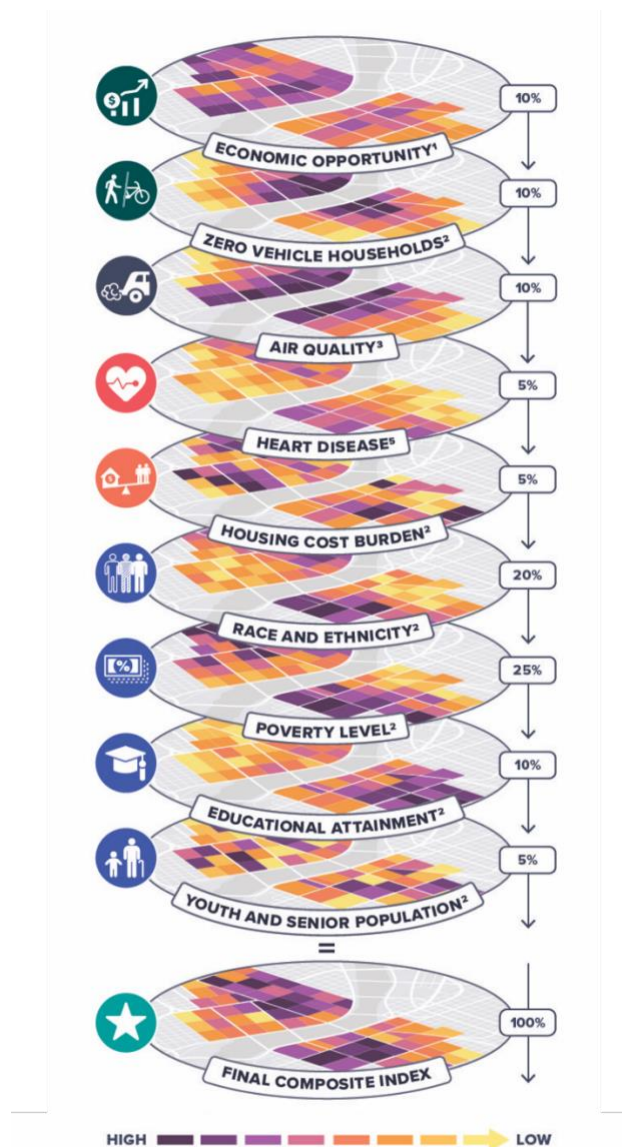 10%
ECONOMIC OPPORTUNITY¹
10%
ZERO VEHICLE HOUSEHOLDS²
10%
AIR QUALITY³
5%
HEART DISEASE⁵
5%
HOUSING COST BURDEN²
20%
RACE AND ETHNICITY²
25%
POVERTY LEVEL²
10%
EDUCATIONAL ATTAINMENT²
5%
YOUTH AND SENIOR POPULATION²
=
100%
FINAL COMPOSITE INDEX
HIGH LOW